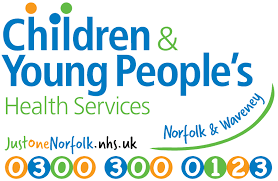 Children &
Young People's
Health Services
Norfolk & Waveney
JustoneNorfolk.nhs.uk
0300 300 0123